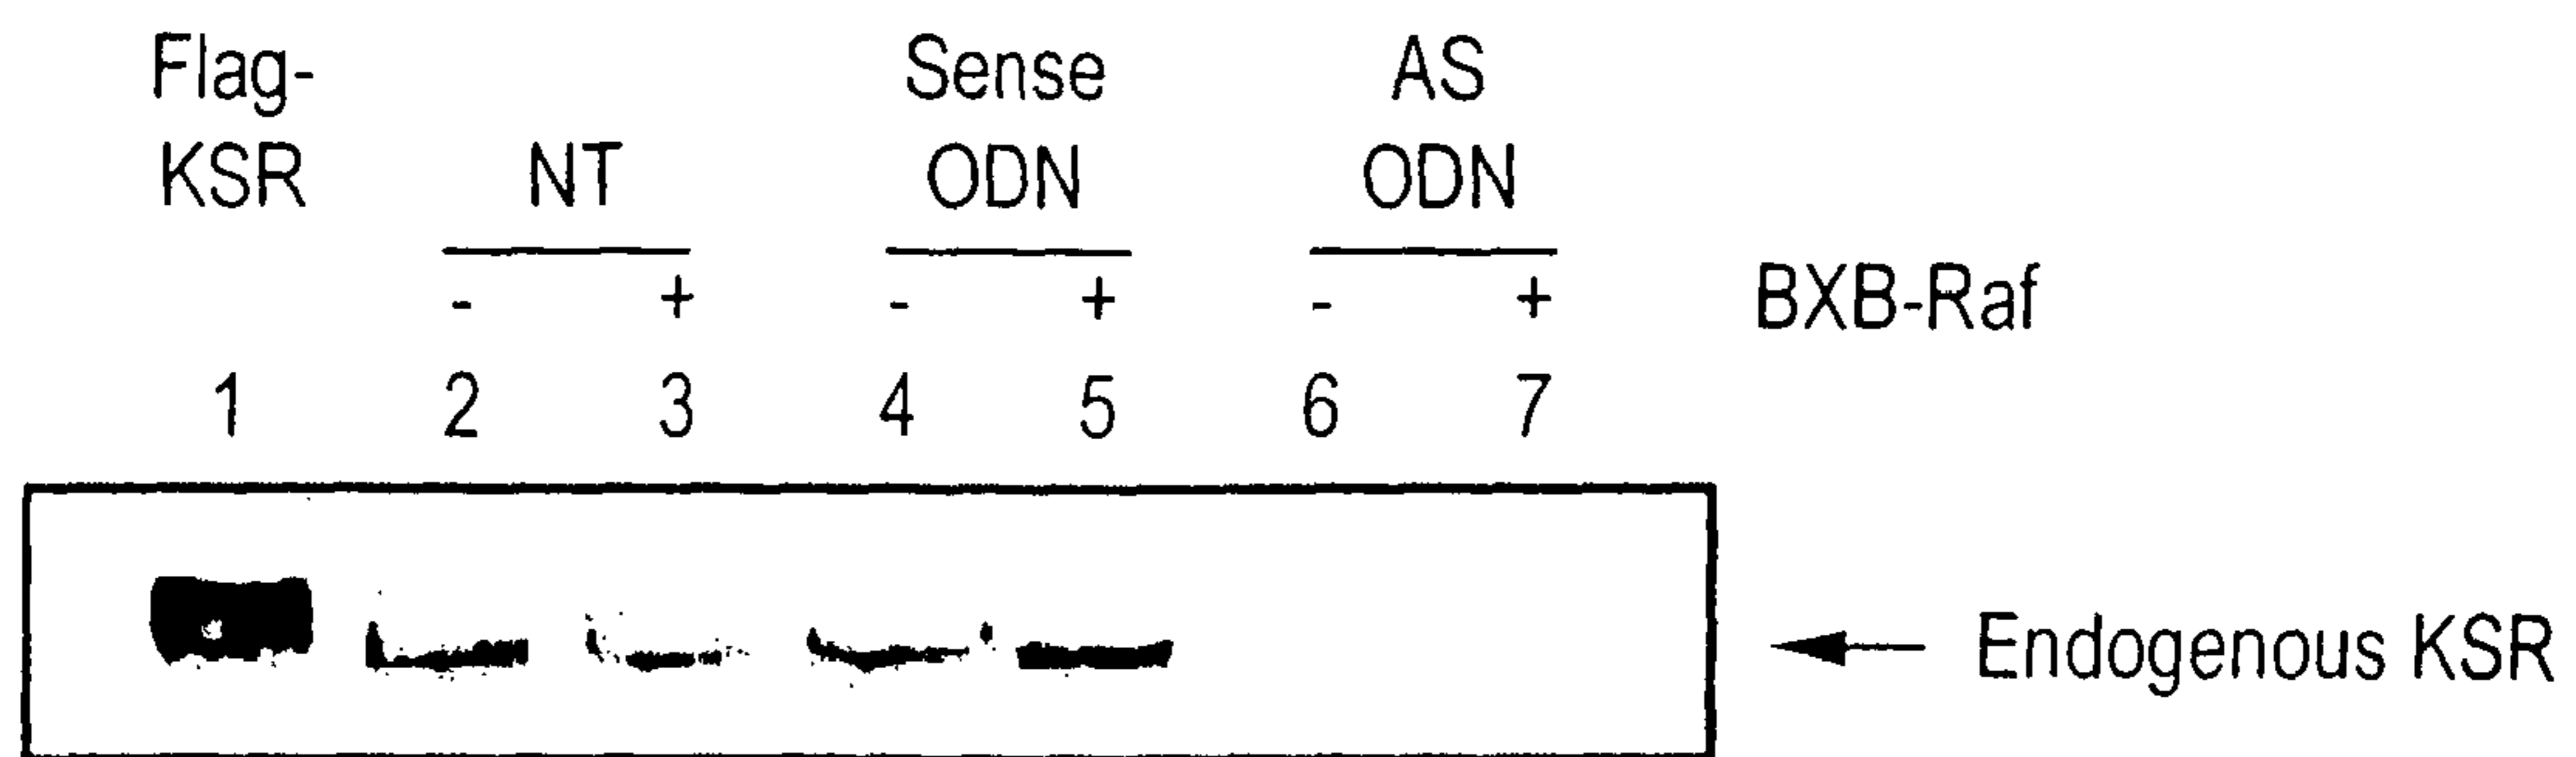 Flag- Sense AS
KSR NT ODN ODN
- + - + - + BXB-Raf
1 2 3 4 5 6 7
Endogenous KSR